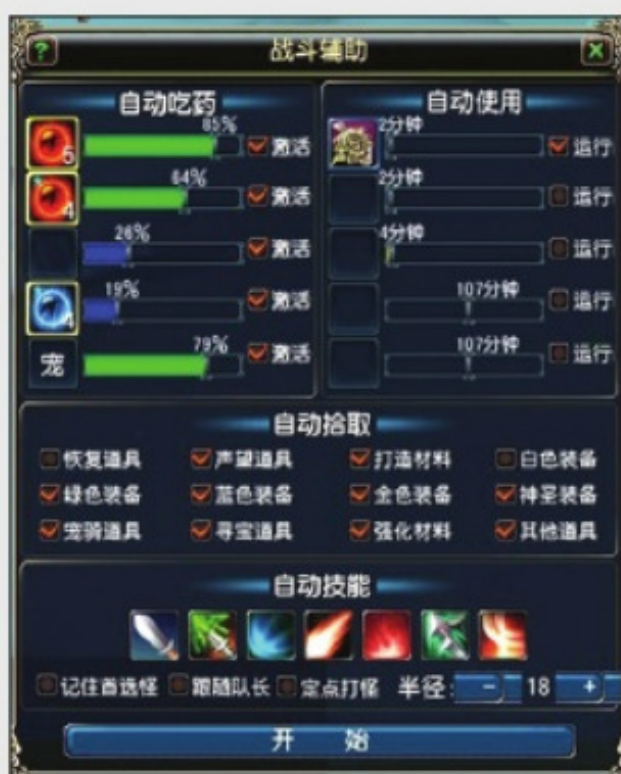 ? 战斗辅助 X
自动吃药
85%
5 激活
64%
4 激活
26%
激活
19%
4 激活
79%
宠 激活
自动使用
2分钟
运行
2分钟
运行
4分钟
运行
107分钟
运行
107分钟
运行
自动拾取
恢复道具 声望道具 打造材料 白色装备
绿色装备 蓝色装备 金色装备 神圣装备
宠骑道具 寻宝道具 强化材料 其他道具
自动技能
记住首选怪 跟随队长 定点打怪 半径: - 18 +
开 始